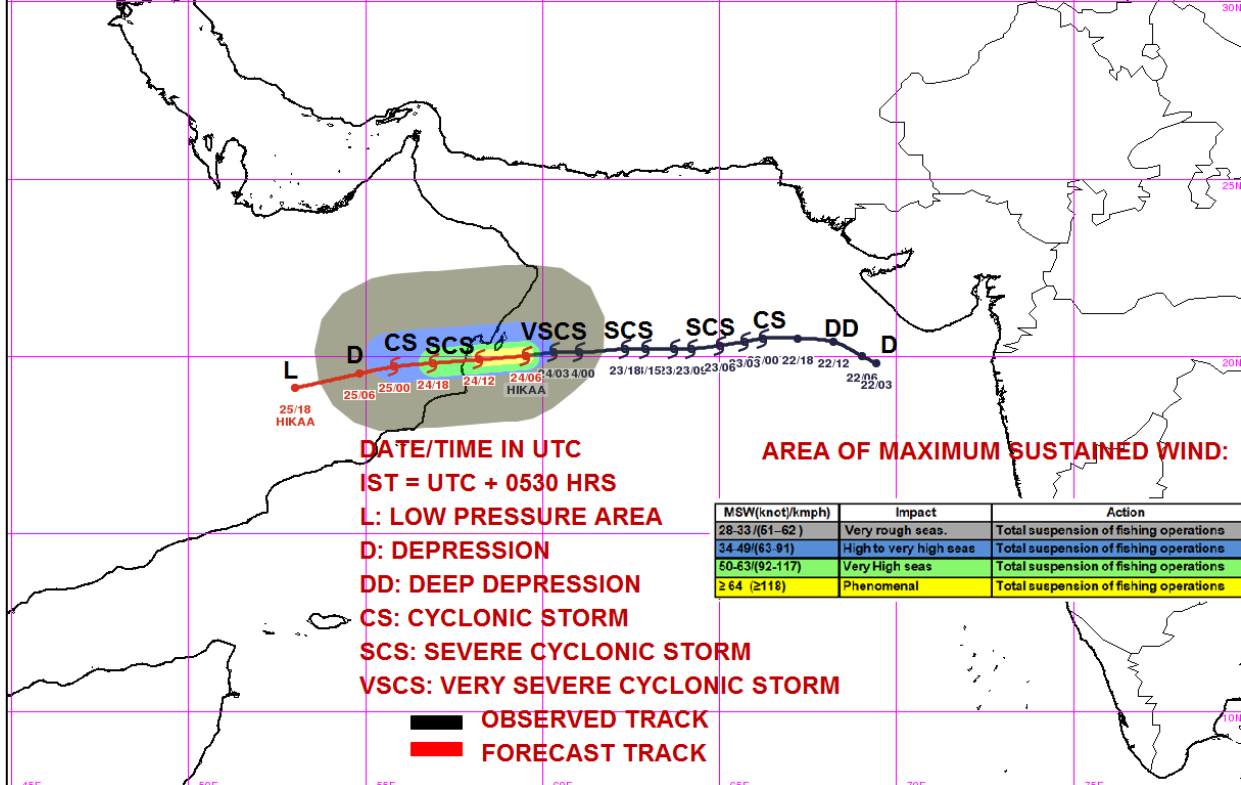 30N
25N
20N
10N
VSCS
SCS
SCS
CS
DD
D
CS
SCS
D
L
25/18
HIKAA
25/06
25/00
24/18
24/12
24/06
HIKAA
23/18
23/06
22/18
22/12
22/06
22/03
DATE/TIME IN UTC
IST = UTC + 0530 HRS
L: LOW PRESSURE AREA
D: DEPRESSION
DD: DEEP DEPRESSION
CS: CYCLONIC STORM
SCS: SEVERE CYCLONIC STORM
VSCS: VERY SEVERE CYCLONIC STORM
OBSERVED TRACK
FORECAST TRACK
AREA OF MAXIMUM SUSTAINED WIND:
MSW(knot)/kmph) Impact Action
28-33/(51–62 ) Very rough seas. Total suspension of fishing operations
34-49/(63-91) High to very high seas Total suspension of fishing operations
50-63/(92-117) Very High seas Total suspension of fishing operations
≥ 64 (≥118) Phenomenal Total suspension of fishing operations